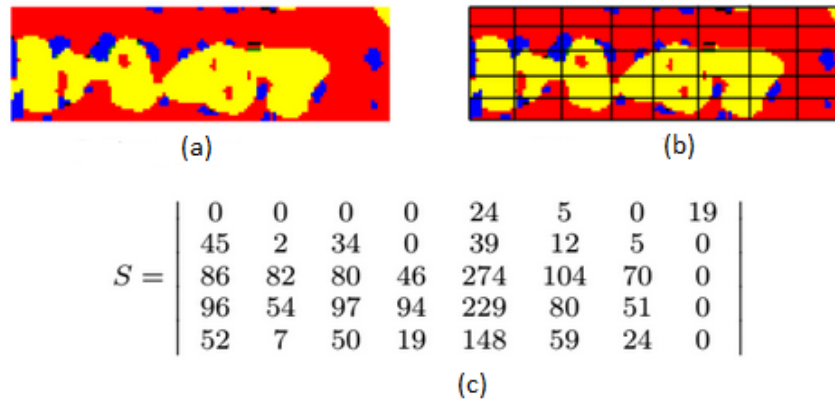 (a)
(b)
S =
0 0 0 0 24 5 0 19
45 2 34 0 39 12 5 0
86 82 80 46 274 104 70 0
96 54 97 94 229 80 51 0
52 7 50 19 148 59 24 0
(c)